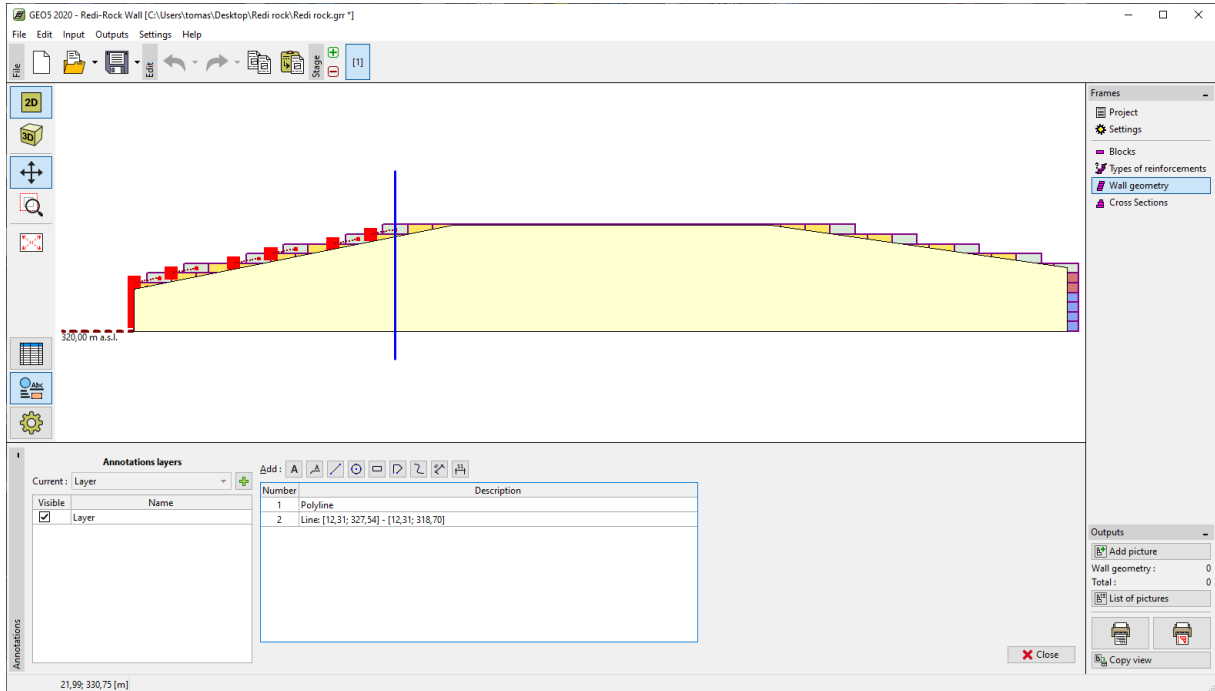 GEO5 2020 - Redi-Rock Wall [C:\Users\tomas\Desktop\Redi rock\Redi rock.grr *]
File Edit Input Outputs Settings Help
File
Edit
Stage
[1]
2D
3D
Abc
320,00 m a.s.l.
Frames
Project
Settings
Blocks
Types of reinforcements
Wall geometry
Cross Sections
Outputs
Add picture
Wall geometry : 0
Total : 0
List of pictures
Copy view
Annotations
Annotations layers
Current : Layer
Visible Name
Layer
Add : A
Number Description
1 Polyline
2 Line: [12,31; 327,54] - [12,31; 318,70]
Close
21,99; 330,75 [m]